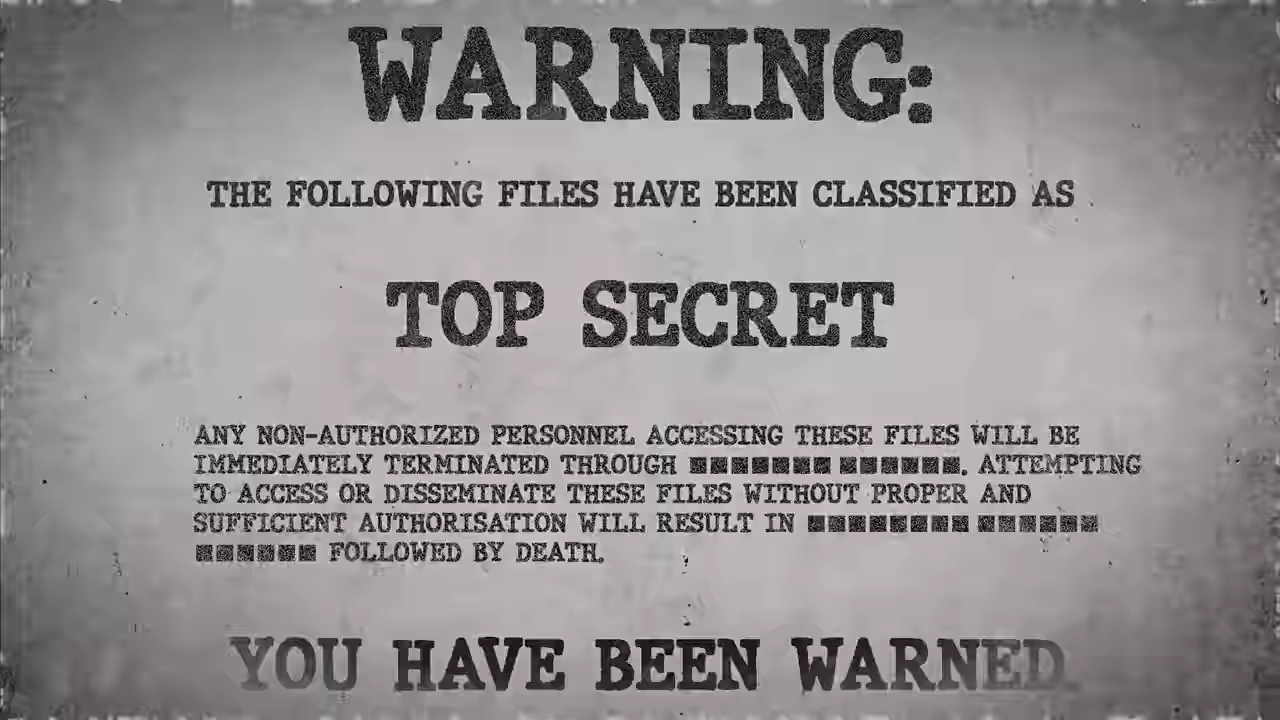 WARNING:
THE FOLLOWING FILES HAVE BEEN CLASSIFIED AS
TOP SECRET
ANY NON-AUTHORIZED PERSONNEL ACCESSING THESE FILES WILL BE
IMMEDIATELY TERMINATED THROUGH ■■■■■■■ ■■■■■■. ATTEMPTING
TO ACCESS OR DISSEMINATE THESE FILES WITHOUT PROPER AND
SUFFICIENT AUTHORISATION WILL RESULT IN ■■■■■■■■ ■■■■■■
■■■■■■ FOLLOWED BY DEATH.
YOU HAVE BEEN WARNED.